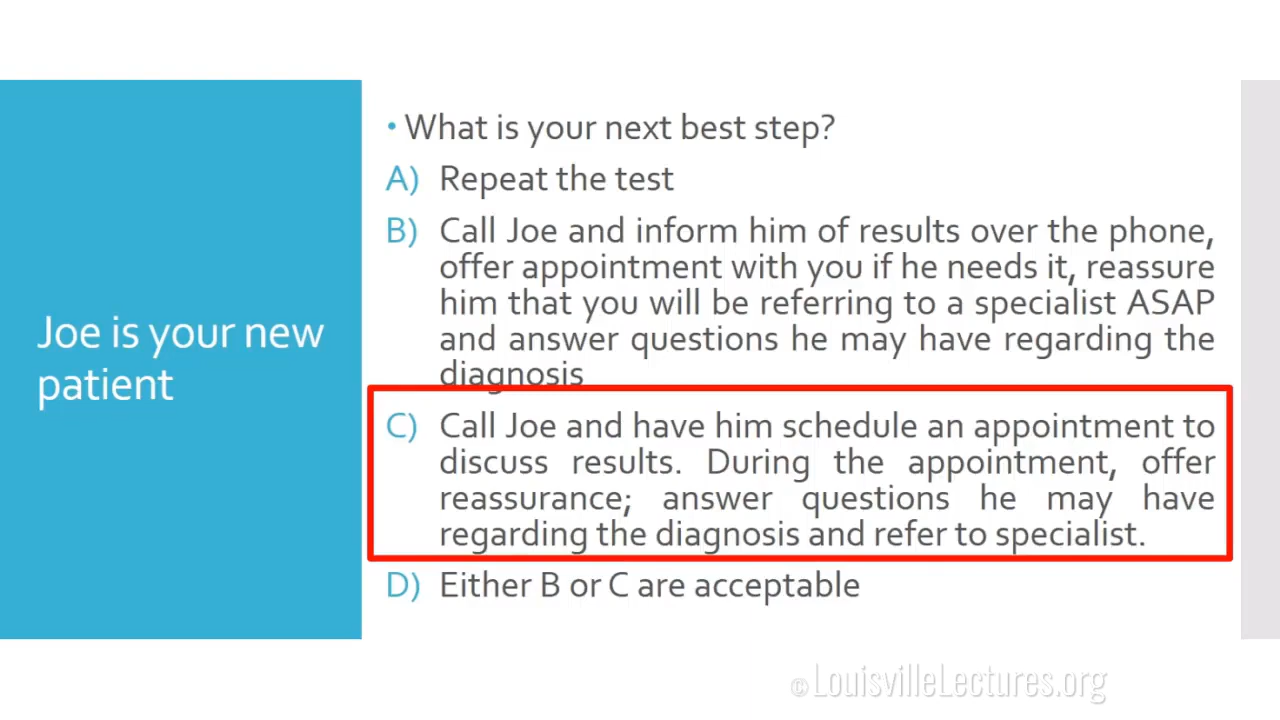 Joe is your new
patient
• What is your next best step?
A) Repeat the test
B) Call Joe and inform him of results over the phone,
offer appointment with you if he needs it, reassure
him that you will be referring to a specialist ASAP
and answer questions he may have regarding the
diagnosis
C) Call Joe and have him schedule an appointment to
discuss results. During the appointment, offer
reassurance; answer questions he may have
regarding the diagnosis and refer to specialist.
D) Either B or C are acceptable
© LouisvilleLectures.org